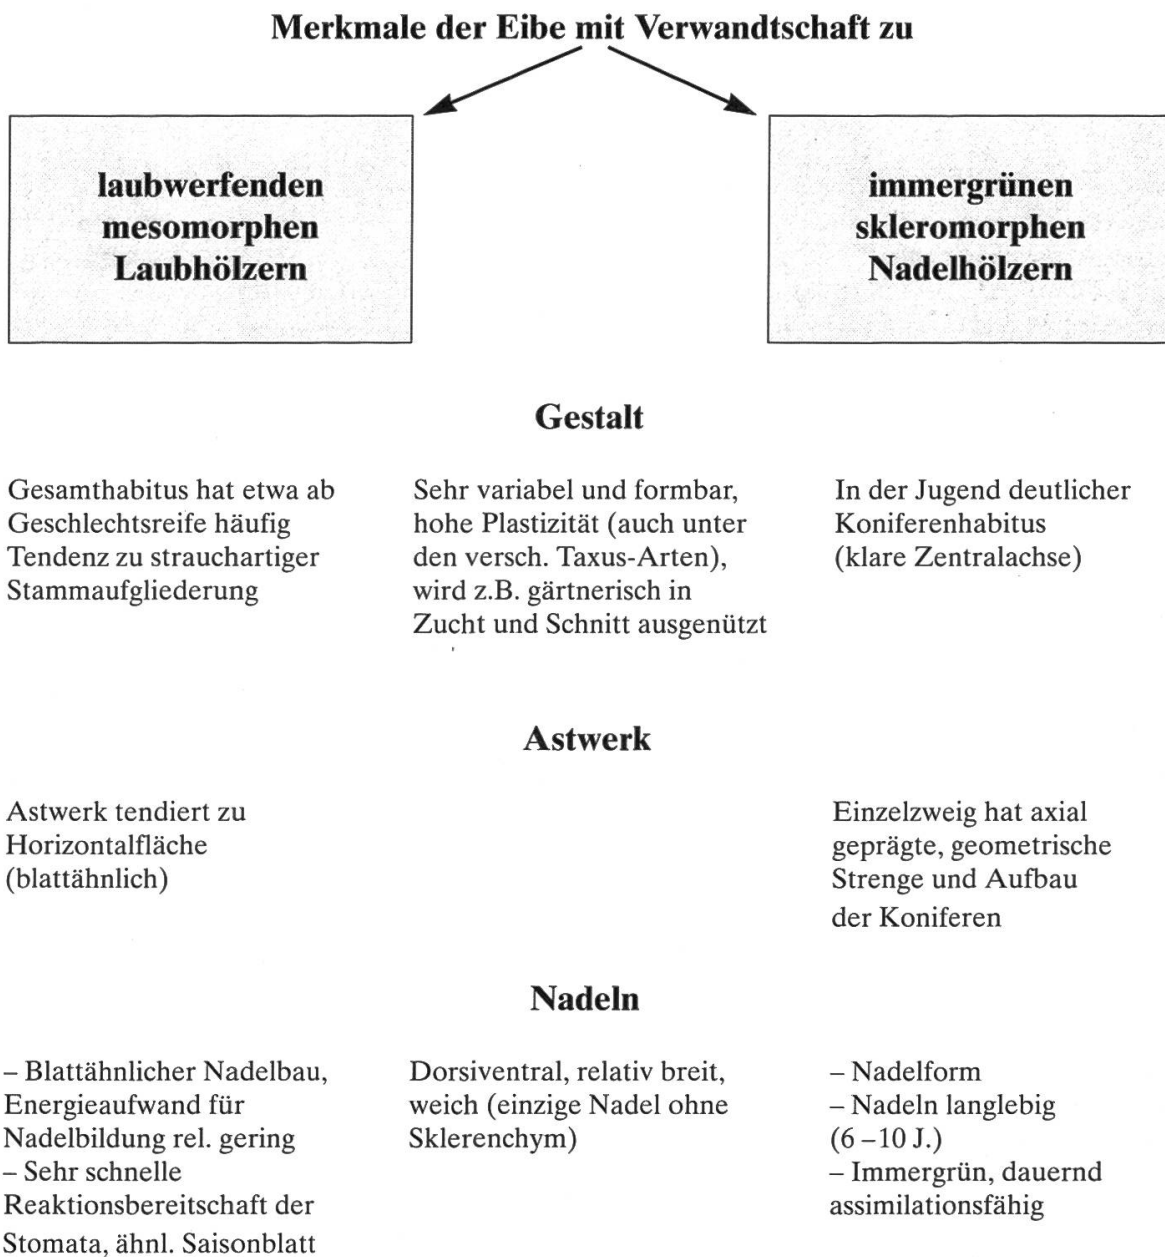 Merkmale der Eibe mit Verwandtschaft zu
laubwerfenden
mesomorphen
Laubhölzern
immergrünen
skleromorphen
Nadelhölzern
Gestalt
Gesamthabitus hat etwa ab
Geschlechtsreife häufig
Tendenz zu strauchartiger
Stammaufgliederung
Sehr variabel und formbar,
hohe Plastizität (auch unter
den versch. Taxus-Arten),
wird z.B. gärtnerisch in
Zucht und Schnitt ausgenützt
In der Jugend deutlicher
Koniferenhabitus
(klare Zentralachse)
Astwerk
Astwerk tendiert zu
Horizontalfläche
(blattähnlich)
Einzelzweig hat axial
geprägte, geometrische
Strenge und Aufbau
der Koniferen
Nadeln
– Blattähnlicher Nadelbau,
Energieaufwand für
Nadelbildung rel. gering
– Sehr schnelle
Reaktionsbereitschaft der
Stomata, ähnl. Saisonblatt
Dorsiventral, relativ breit,
weich (einzige Nadel ohne
Sklerenchym)
– Nadelform
– Nadeln langlebig
(6–10 J.)
– Immergrün, dauernd
assimilationsfähig